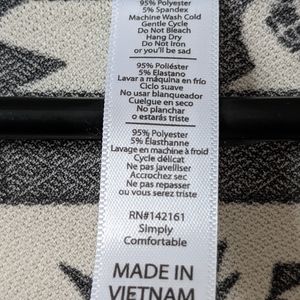 95% Polyester
5% Spandex
Machine Wash Cold
Gentle Cycle
Do Not Bleach
Hang Dry
Do Not Iron
or you'll be sad
95% Poliéster
5% Elastano
Lavar a máquina en frío
Ciclo suave
No usar blanqueador
Cuelgue en seco
No planchar
o estarás triste
95% Polyester
5% Élasthanne
Lavage en machine à froid
Cycle délicat
Ne pas javelliser
Accrochez sec
Ne pas repasser
ou vous serez triste
RN#142161
Simply
Comfortable
MADE IN
VIETNAM